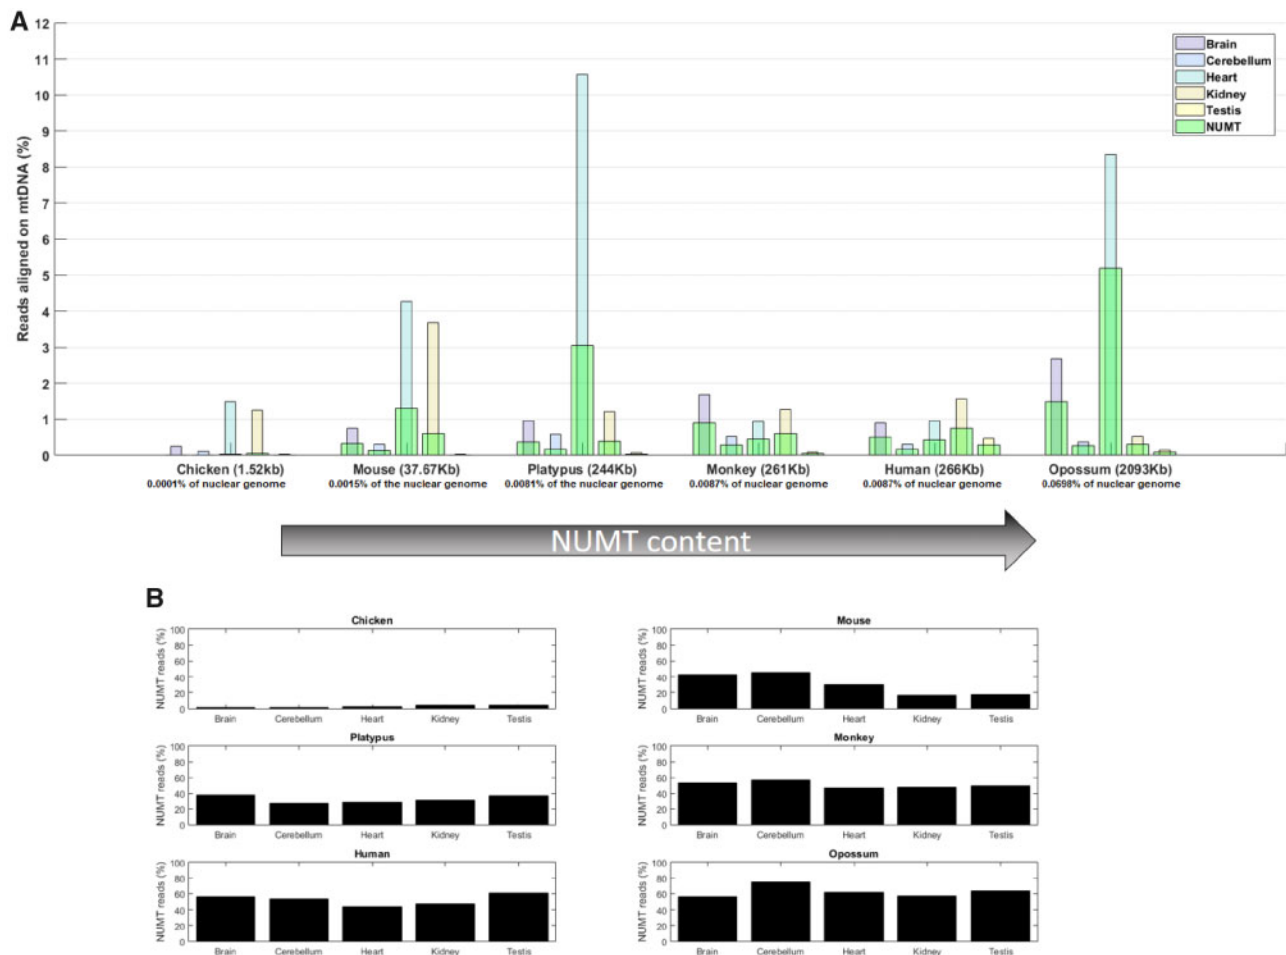 A
12
11
10
9
8
7
6
5
4
3
2
1
0
Reads aligned on mtDNA (%)
Brain
Cerebellum
Heart
Kidney
Testis
NUMT
Chicken (1.52kb) Mouse (37.67Kb) Platypus (244Kb) Monkey (261Kb) Human (266Kb) Opossum (2093Kb)
0.0001% of nuclear genome 0.0015% of the nuclear genome 0.0081% of the nuclear genome 0.0087% of nuclear genome 0.0087% of nuclear genome 0.0698% of nuclear genome
NUMT content
B
Chicken
NUMT reads (%)
100
80
60
40
20
0
Brain Cerebellum Heart Kidney Testis
Mouse
NUMT reads (%)
100
80
60
40
20
0
Brain Cerebellum Heart Kidney Testis
Platypus
NUMT reads (%)
100
80
60
40
20
0
Brain Cerebellum Heart Kidney Testis
Monkey
NUMT reads (%)
100
80
60
40
20
0
Brain Cerebellum Heart Kidney Testis
Human
NUMT reads (%)
100
80
60
40
20
0
Brain Cerebellum Heart Kidney Testis
Opossum
NUMT reads (%)
100
80
60
40
20
0
Brain Cerebellum Heart Kidney Testis